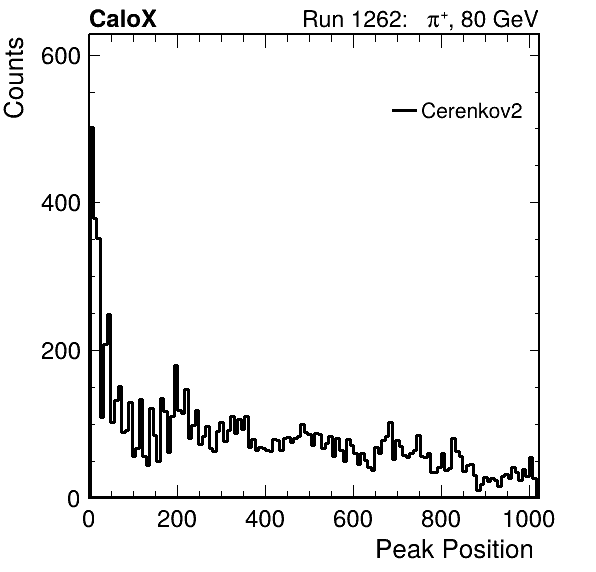 CaloX Run 1262: π⁺, 80 GeV
Counts
600
Cerenkov2
400
200
0
0 200 400 600 800 1000
Peak Position